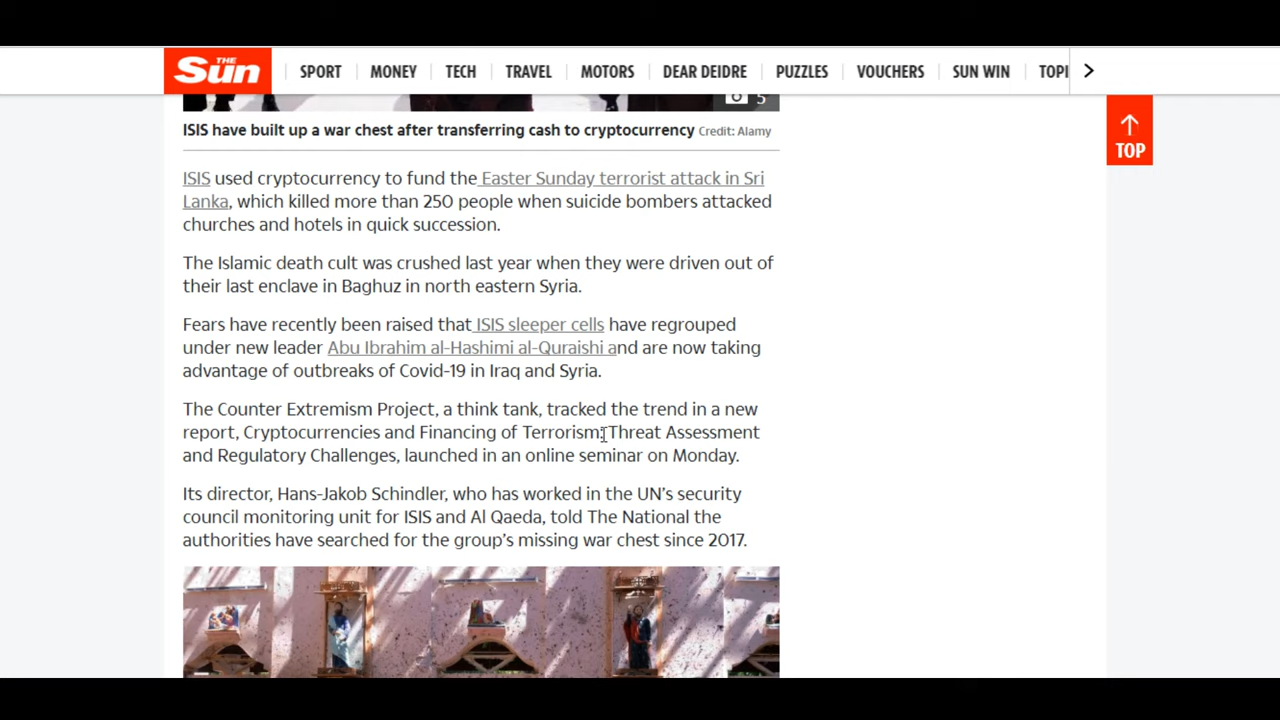 THE Sun SPORT MONEY TECH TRAVEL MOTORS DEAR DEIDRE PUZZLES VOUCHERS SUN WIN TOPI
5
TOP
ISIS have built up a war chest after transferring cash to cryptocurrency Credit: Alamy
ISIS used cryptocurrency to fund the Easter Sunday terrorist attack in Sri
Lanka, which killed more than 250 people when suicide bombers attacked
churches and hotels in quick succession.
The Islamic death cult was crushed last year when they were driven out of
their last enclave in Baghuz in north eastern Syria.
Fears have recently been raised that ISIS sleeper cells have regrouped
under new leader Abu Ibrahim al-Hashimi al-Quraishi and are now taking
advantage of outbreaks of Covid-19 in Iraq and Syria.
The Counter Extremism Project, a think tank, tracked the trend in a new
report, Cryptocurrencies and Financing of Terrorism: Threat Assessment
and Regulatory Challenges, launched in an online seminar on Monday.
Its director, Hans-Jakob Schindler, who has worked in the UN's security
council monitoring unit for ISIS and Al Qaeda, told The National the
authorities have searched for the group's missing war chest since 2017.